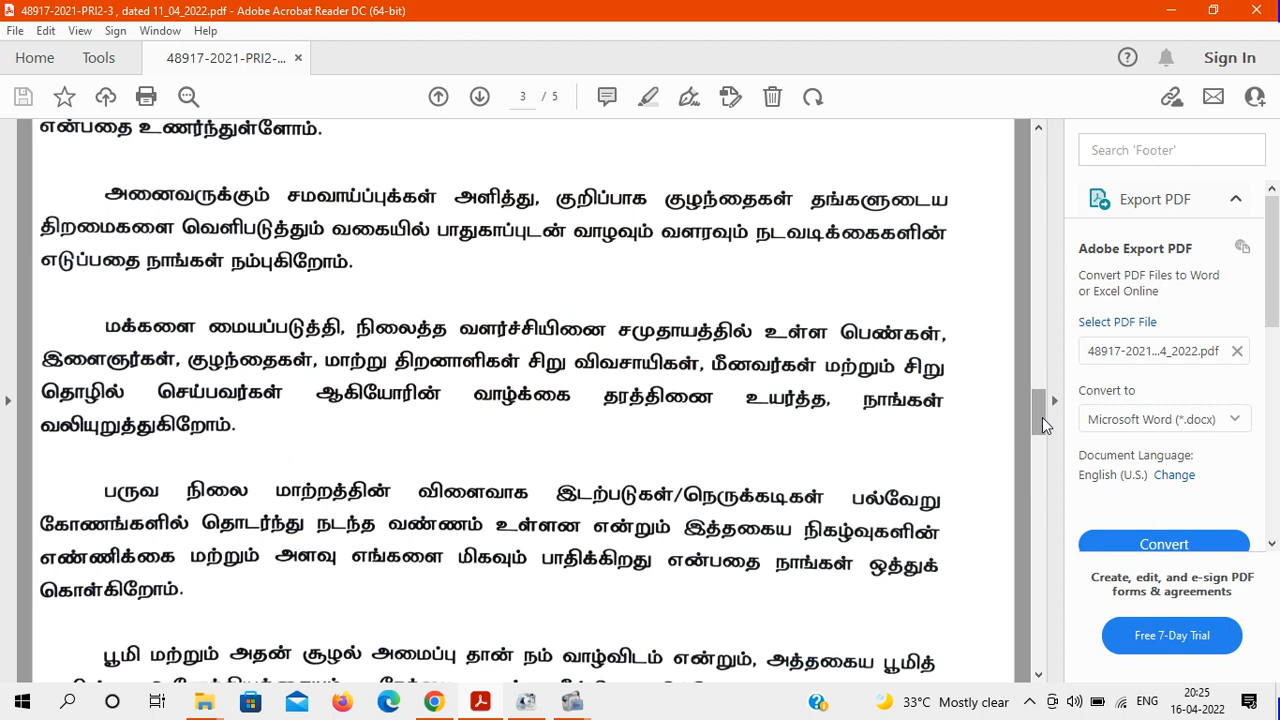 48917-2021-PRI2-3 , dated 11_04_2022.pdf - Adobe Acrobat Reader DC (64-bit)
File Edit View Sign Window Help
Home Tools 48917-2021-PRI2-... × Sign In
3 / 5
என்பதை உணர்ந்துள்ளோம்.
அனைவருக்கும் சமவாய்ப்புக்கள் அளித்து, குறிப்பாக குழந்தைகள் தங்களுடைய
திறமைகளை வெளிபடுத்தும் வகையில் பாதுகாப்புடன் வாழவும் வளரவும் நடவடிக்கைகளின்
எடுப்பதை நாங்கள் நம்புகிறோம்.
மக்களை மையப்படுத்தி, நிலைத்த வளர்ச்சியினை சமுதாயத்தில் உள்ள பெண்கள்,
இளைஞர்கள், குழந்தைகள், மாற்று திறனாளிகள் சிறு விவசாயிகள், மீனவர்கள் மற்றும் சிறு
தொழில் செய்பவர்கள் ஆகியோரின் வாழ்க்கை தரத்தினை உயர்த்த, நாங்கள்
வலியுறுத்துகிறோம்.
பருவ நிலை மாற்றத்தின் விளைவாக இடற்படுகள்/நெருக்கடிகள் பல்வேறு
கோணங்களில் தொடர்ந்து நடந்த வண்ணம் உள்ளன என்றும் இத்தகைய நிகழ்வுகளின்
எண்ணிக்கை மற்றும் அளவு எங்களை மிகவும் பாதிக்கிறது என்பதை நாங்கள் ஒத்துக்
கொள்கிறோம்.
பூமி மற்றும் அதன் சூழல் அமைப்பு தான் நம் வாழ்விடம் என்றும், அத்தகைய பூமித்
Search 'Footer'
Export PDF
Adobe Export PDF
Convert PDF Files to Word
or Excel Online
Select PDF File
48917-2021...4_2022.pdf
Convert to
Microsoft Word (*.docx)
Document Language:
English (U.S.) Change
Convert
Create, edit, and e-sign PDF
forms & agreements
Free 7-Day Trial
33°C Mostly clear ENG 20:25
16-04-2022